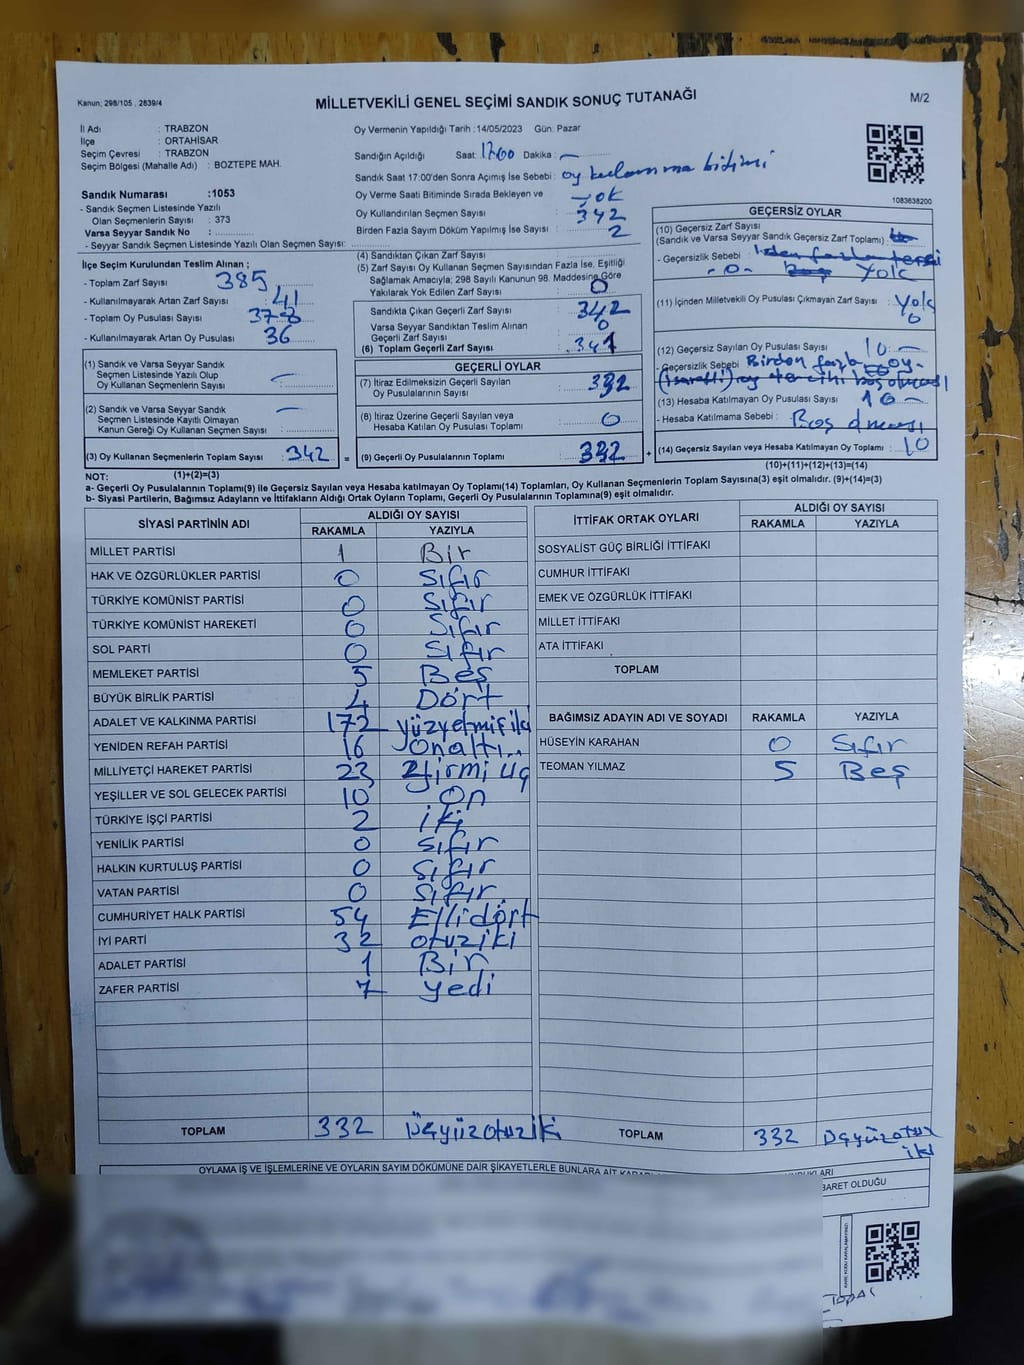 Kanun; 298/105 , 2839/4
MİLLETVEKİLİ GENEL SEÇİMİ SANDIK SONUÇ TUTANAĞI
M/2
İl Adı : TRABZON
İlçe : ORTAHİSAR
Seçim Çevresi : TRABZON
Seçim Bölgesi (Mahalle Adı) : BOZTEPE MAH.
Sandık Numarası :1053
- Sandık Seçmen Listesinde Yazılı
Olan Seçmenlerin Sayısı : 373
Varsa Seyyar Sandık No :
- Seyyar Sandık Seçmen Listesinde Yazılı Olan Seçmen Sayısı:
Oy Vermenin Yapıldığı Tarih :14/05/2023 Gün: Pazar
Sandığın Açıldığı Saat: 17.00 Dakika : —
Sandık Saat 17:00'den Sonra Açımış İse Sebebi : oy kullanma bitimi
Oy Verme Saati Bitiminde Sırada Bekleyen ve yok
Oy Kullandırılan Seçmen Sayısı 342
Birden Fazla Sayım Döküm Yapılmış İse Sayısı : 2
1083638200
İlçe Seçim Kurulundan Teslim Alınan ;
- Toplam Zarf Sayısı : 385
- Kullanılmayarak Artan Zarf Sayısı : 41
- Toplam Oy Pusulası Sayısı : 378
- Kullanılmayarak Artan Oy Pusulası : 36
(1) Sandık ve Varsa Seyyar Sandık
Seçmen Listesinde Yazılı Olup
Oy Kullanan Seçmenlerin Sayısı : —
(2) Sandık ve Varsa Seyyar Sandık
Seçmen Listesinde Kayıtlı Olmayan
Kanun Gereği Oy Kullanan Seçmen Sayısı : —
(3) Oy Kullanan Seçmenlerin Toplam Sayısı : 342 =
(1)+(2)=(3)
(4) Sandıktan Çıkan Zarf Sayısı :
(5) Zarf Sayısı Oy Kullanan Seçmen Sayısından Fazla İse, Eşitliği
Sağlamak Amacıyla; 298 Sayılı Kanunun 98. Maddesine Göre
Yakılarak Yok Edilen Zarf Sayısı : 0
Sandıkta Çıkan Geçerli Zarf Sayısı : 342
Varsa Seyyar Sandıktan Teslim Alınan
Geçerli Zarf Sayısı : 0
(6) Toplam Geçerli Zarf Sayısı : 341
GEÇERLİ OYLAR
(7) İtiraz Edilmeksizin Geçerli Sayılan
Oy Pusulalarının Sayısı : 332
(8) İtiraz Üzerine Geçerli Sayılan veya
Hesaba Katılan Oy Pusulası Toplamı : 0
(9) Geçerli Oy Pusulalarının Toplamı : 332 +
GEÇERSİZ OYLAR
(10) Geçersiz Zarf Sayısı
(Sandık ve Varsa Seyyar Sandık Geçersiz Zarf Toplamı) :
- Geçersizlik Sebebi : 1den fazla
-0- Boş Yok
(11) İçinden Milletvekili Oy Pusulası Çıkmayan Zarf Sayısı : Yok
0
(12) Geçersiz Sayılan Oy Pusulası Sayısı : 10 —
- Geçersizlik Sebebi Birden fazla oy
oy tercihi boş olması
(13) Hesaba Katılmayan Oy Pusulası Sayısı : 10 —
- Hesaba Katılmama Sebebi : Boş
(14) Geçersiz Sayılan veya Hesaba Katılmayan Oy Toplamı : 10
(10)+(11)+(12)+(13)=(14)
NOT:
a- Geçerli Oy Pusulalarının Toplamı(9) ile Geçersiz Sayılan veya Hesaba katılmayan Oy Toplamı(14) Toplamları, Oy Kullanan Seçmenlerin Toplam Sayısına(3) eşit olmalıdır. (9)+(14)=(3)
b- Siyasi Partilerin, Bağımsız Adayların ve İttifakların Aldığı Ortak Oyların Toplamı, Geçerli Oy Pusulalarının Toplamına(9) eşit olmalıdır.
SİYASİ PARTİNİN ADI ALDIĞI OY SAYISI
RAKAMLA YAZIYLA
MİLLET PARTİSİ 1 Bir
HAK VE ÖZGÜRLÜKLER PARTİSİ 0 Sıfır
TÜRKİYE KOMÜNİST PARTİSİ 0 Sıfır
TÜRKİYE KOMÜNİST HAREKETİ 0 Sıfır
SOL PARTİ 0 Sıfır
MEMLEKET PARTİSİ 5 Beş
BÜYÜK BİRLİK PARTİSİ 4 Dört
ADALET VE KALKINMA PARTİSİ 172 yüzyetmişiki
YENİDEN REFAH PARTİSİ 16 onaltı..
MİLLİYETÇİ HAREKET PARTİSİ 23 Yirmi üç
YEŞİLLER VE SOL GELECEK PARTİSİ 10 On
TÜRKİYE İŞÇİ PARTİSİ 2 iki
YENİLİK PARTİSİ 0 Sıfır
HALKIN KURTULUŞ PARTİSİ 0 Sıfır
VATAN PARTİSİ 0 Sıfır
CUMHURİYET HALK PARTİSİ 54 Ellidört
İYİ PARTİ 32 otuziki
ADALET PARTİSİ 1 Bir
ZAFER PARTİSİ 7 yedi
TOPLAM 332 Üçyüzotuziki
İTTİFAK ORTAK OYLARI ALDIĞI OY SAYISI
RAKAMLA YAZIYLA
SOSYALİST GÜÇ BİRLİĞİ İTTİFAKI
CUMHUR İTTİFAKI
EMEK VE ÖZGÜRLÜK İTTİFAKI
MİLLET İTTİFAKI
ATA İTTİFAKI
TOPLAM
BAĞIMSIZ ADAYIN ADI VE SOYADI RAKAMLA YAZIYLA
HÜSEYİN KARAHAN 0 Sıfır
TEOMAN YILMAZ 5 Beş
TOPLAM 332 üçyüzotuz
iki
OYLAMA İŞ VE İŞLEMLERİNE VE OYLARIN SAYIM DÖKÜMÜNE DAİR ŞİKAYETLERLE BUNLARA AİT
BARET OLDUĞU